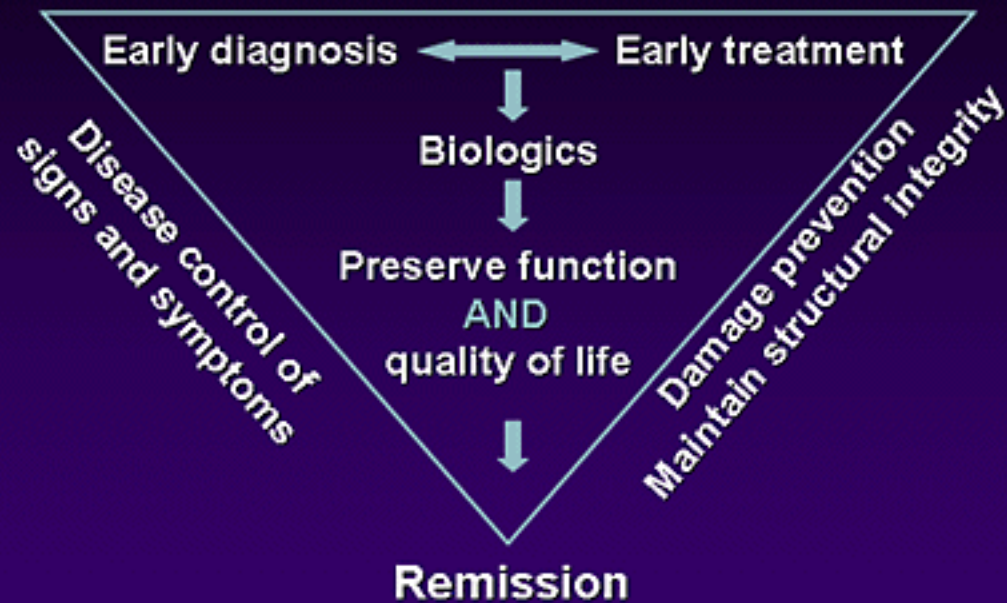 Early diagnosis
Early treatment
Biologics
Preserve function
AND
quality of life
Disease control of
signs and symptoms
Damage prevention
Maintain structural integrity
Remission